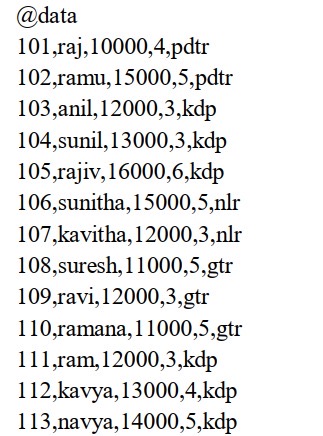 @data
101,raj,10000,4,pdtr
102,ramu,15000,5,pdtr
103,anil,12000,3,kdp
104,sunil,13000,3,kdp
105,rajiv,16000,6,kdp
106,sunitha,15000,5,nlr
107,kavitha,12000,3,nlr
108,suresh,11000,5,gtr
109,ravi,12000,3,gtr
110,ramana,11000,5,gtr
111,ram,12000,3,kdp
112,kavya,13000,4,kdp
113,navya,14000,5,kdp